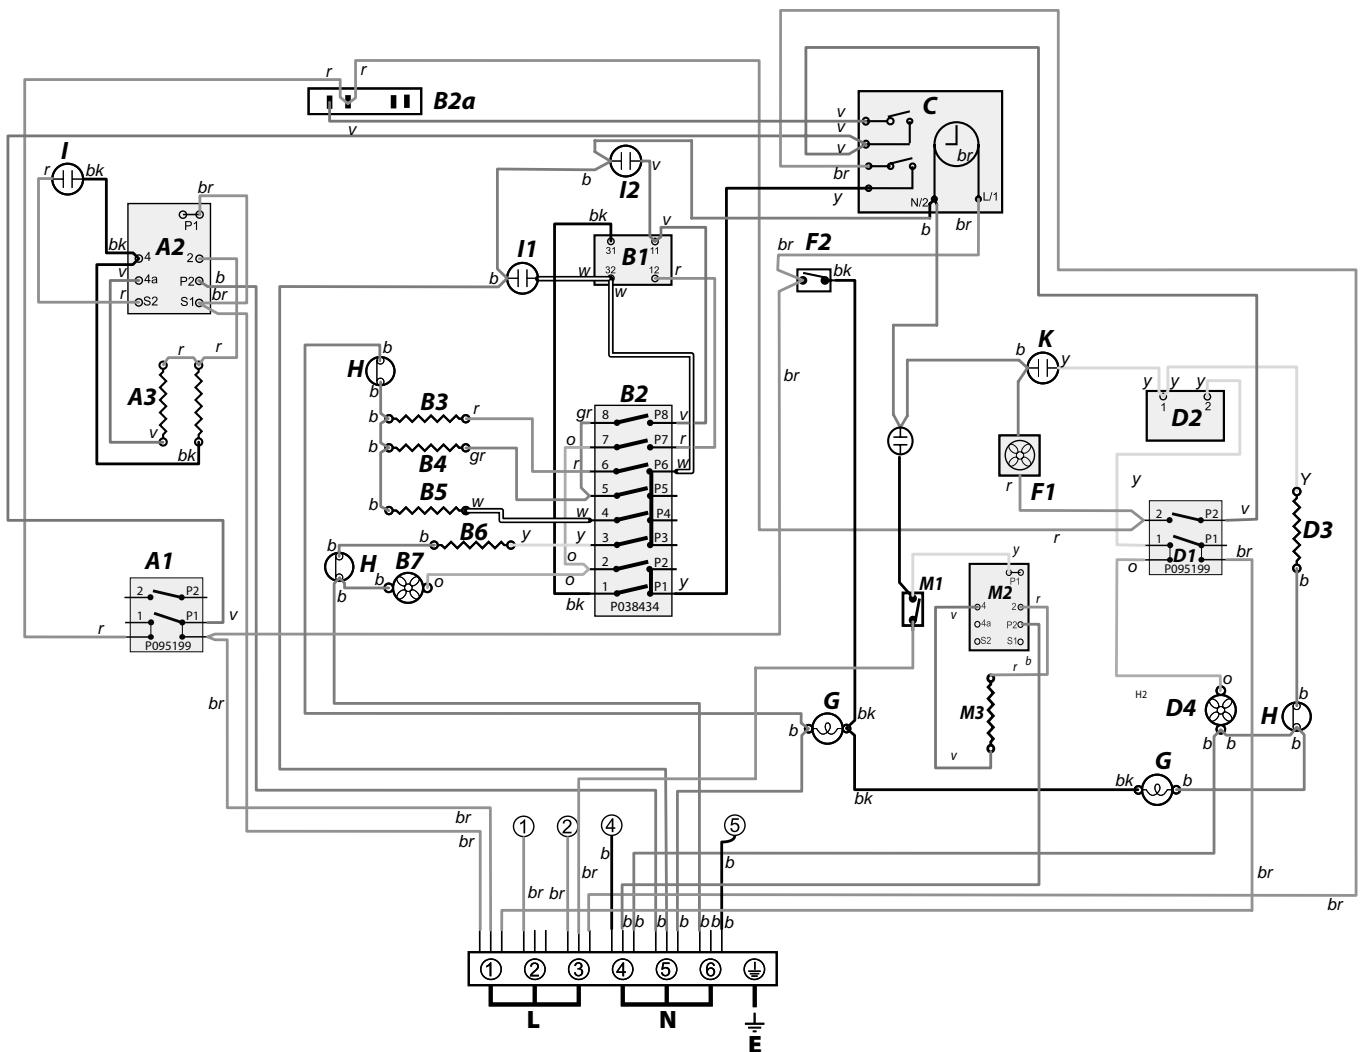 r
r
B2a
v
C
v
v
v
br
br
y
N/2
L/1
b
br
I
r
bk
br
P1
A2
bk
4
2
v
4a
P2
b
r
S2
S1
br
r
r
A3
v
bk
b
I2
v
bk
v
31
11
B1
I1
b
w
32
12
r
w
F2
br
bk
br
H
b
b
b
B3
r
b
B4
gr
b
B5
w
b
B6
y
b
H
B7
b
o
b
B2
gr
8
P8
v
o
7
P7
r
r
6
P6
w
5
P5
w
4
P4
y
3
P3
o
2
P2
o
1
P1
y
bk
P038434
K
b
y
y
y
y
1
2
D2
F1
r
y
Y
D3
b
2
P2
v
r
1
P1
D1
br
o
P095199
A1
2
P2
1
P1
v
r
P095199
br
M1
y
P1
M2
v
4
2
r
4a
P2
S2
S1
r
b
M3
v
G
b
bk
bk
H2
D4
o
b
b
H
b
b
G
bk
b
br
br
1
2
4
5
b
b
br
br
br
br
br
b
b
b
b
b
b
b
1
2
3
4
5
6
L
N
E